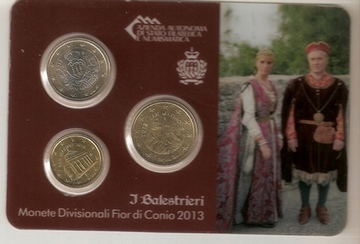 AZIENDA AUTONOMA
DI STATO FILATELICA
E NUMISMATICA
I Balestrieri
Monete Divisionali Fior di Conio 2013